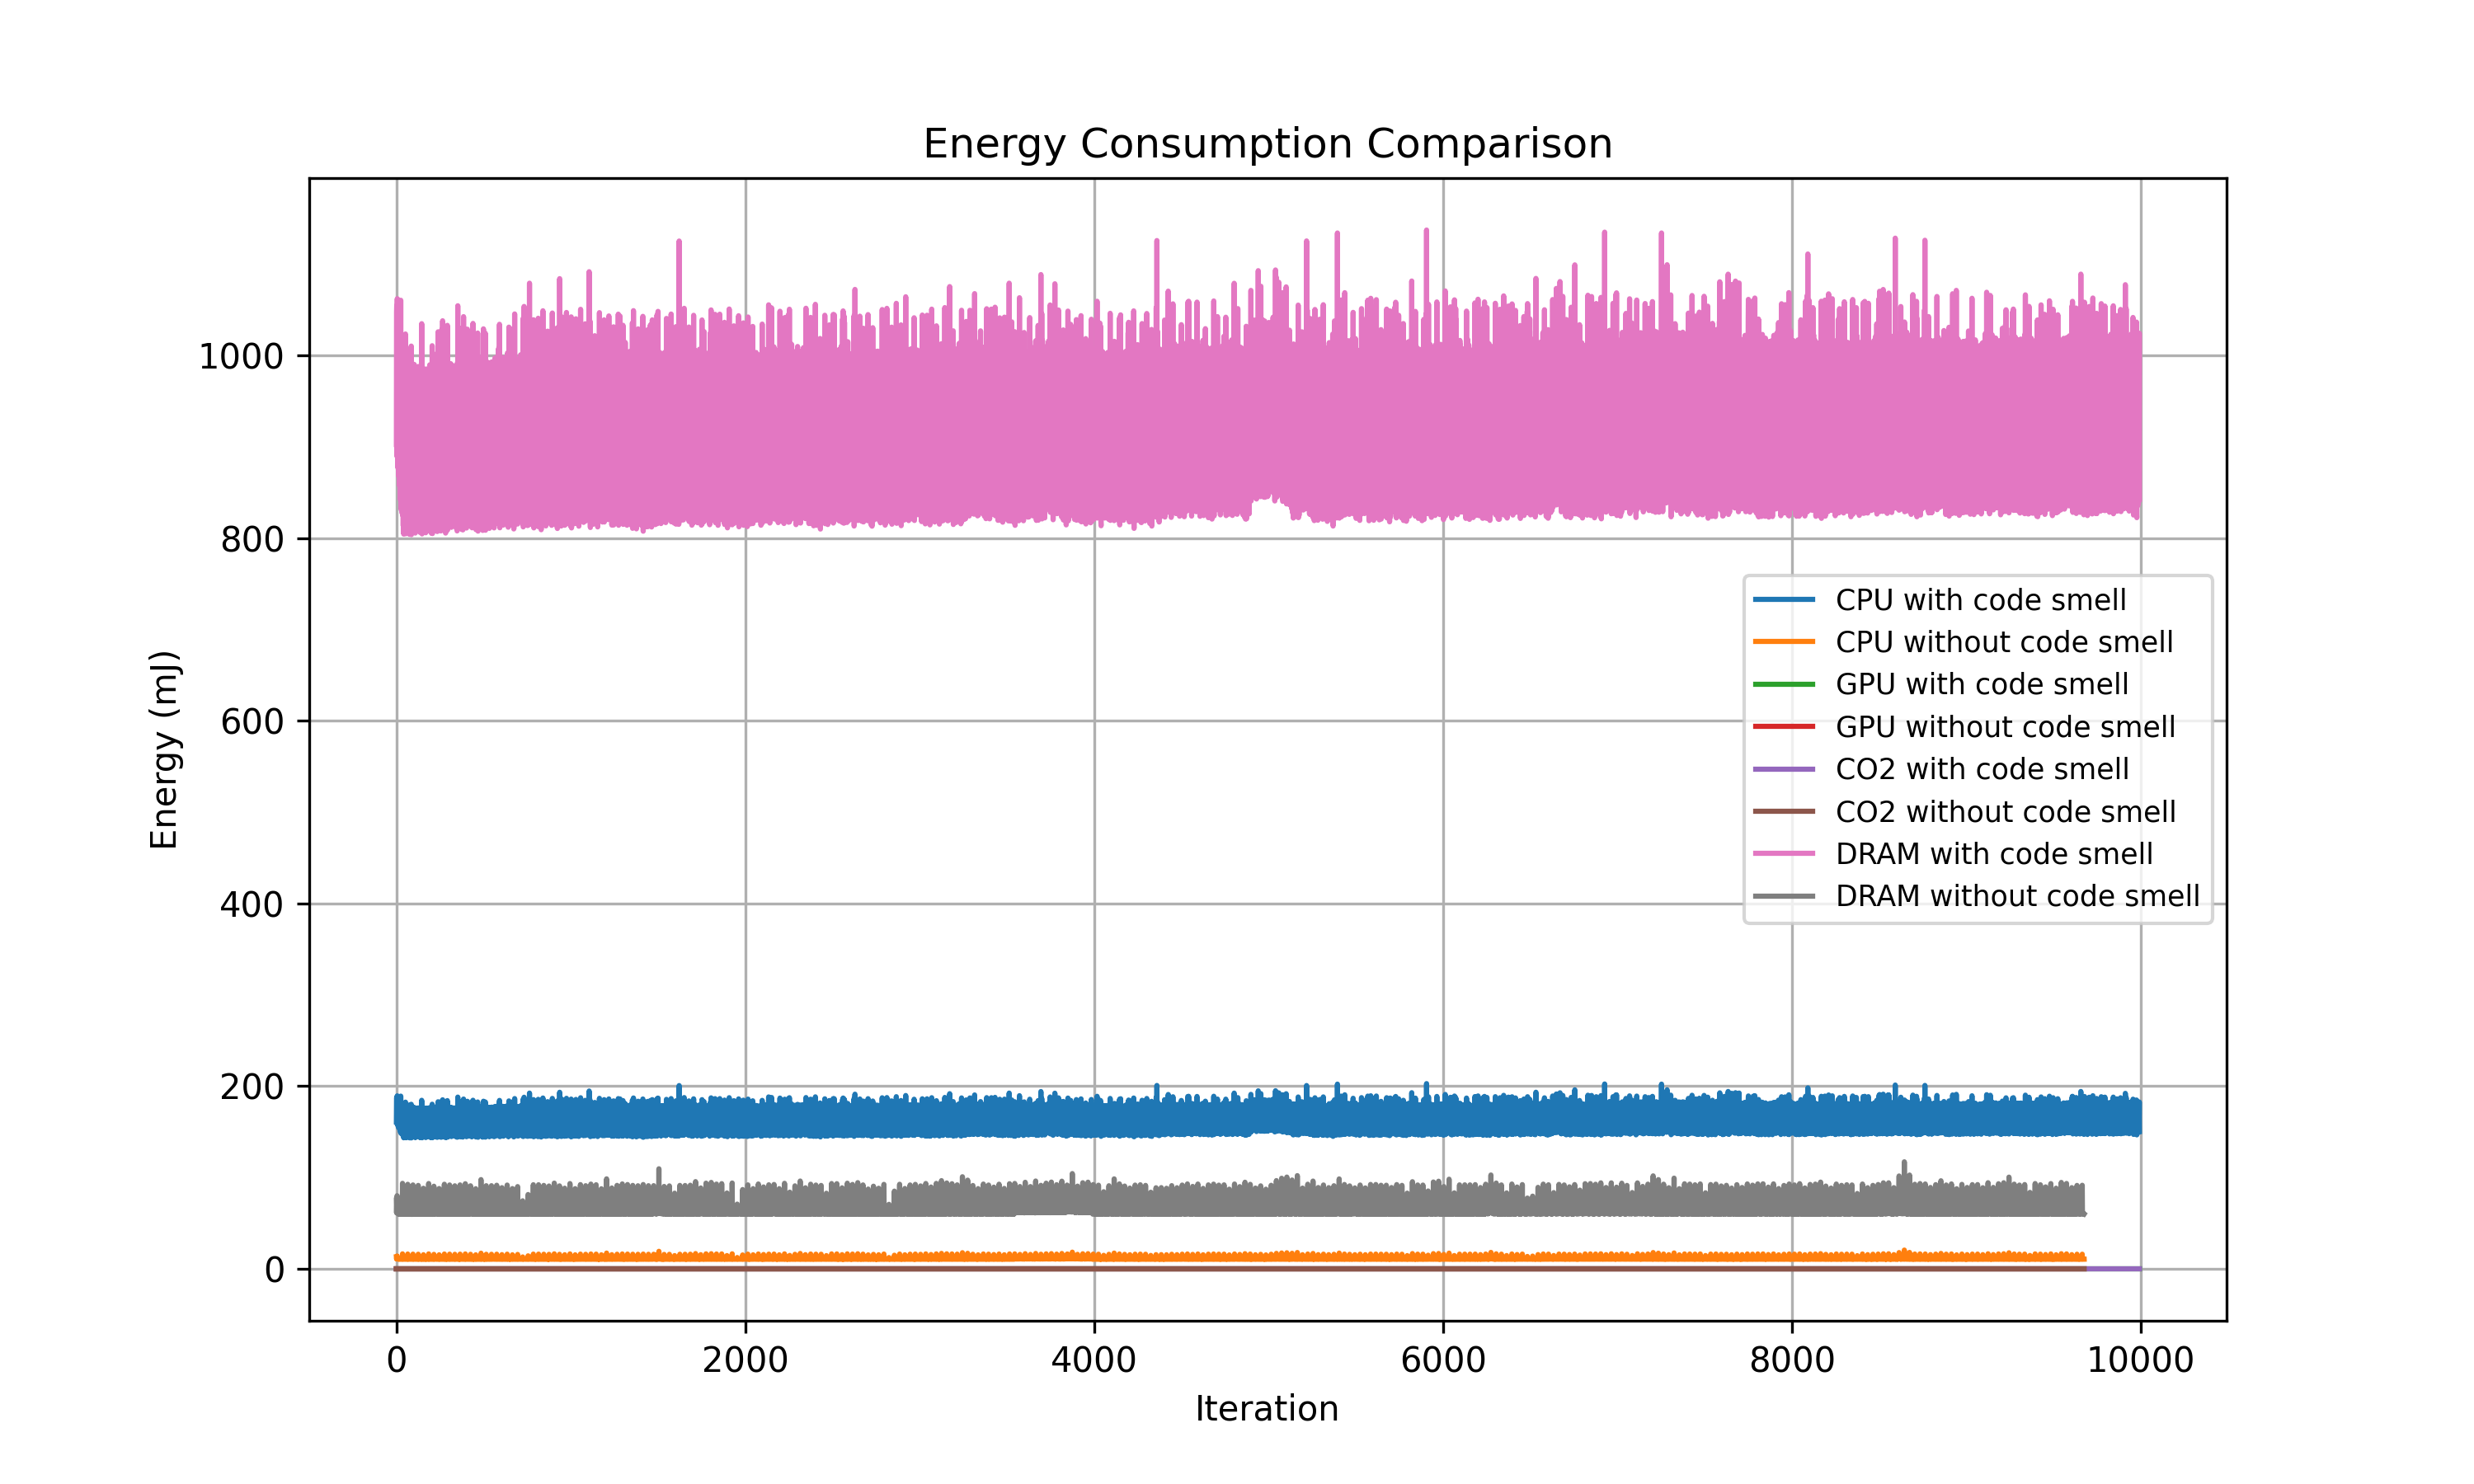 Energy Consumption Comparison
Energy (mJ)
1000
800
600
400
200
0
CPU with code smell
CPU without code smell
GPU with code smell
GPU without code smell
CO2 with code smell
CO2 without code smell
DRAM with code smell
DRAM without code smell
0 2000 4000 6000 8000 10000
Iteration